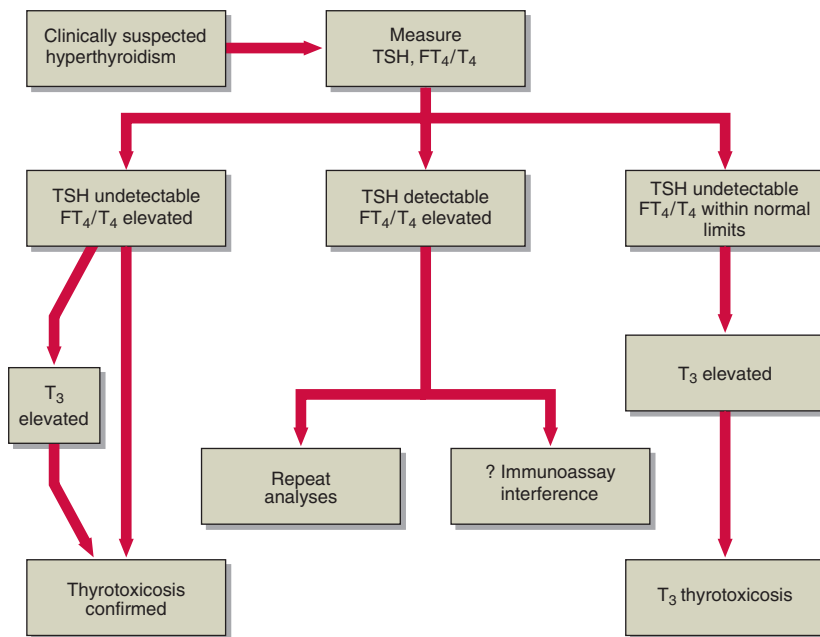 Clinically suspected
hyperthyroidism
Measure
TSH, FT₄/T₄
TSH undetectable
FT₄/T₄ elevated
TSH detectable
FT₄/T₄ elevated
TSH undetectable
FT₄/T₄ within normal
limits
T₃
elevated
T₃ elevated
Repeat
analyses
? Immunoassay
interference
Thyrotoxicosis
confirmed
T₃ thyrotoxicosis